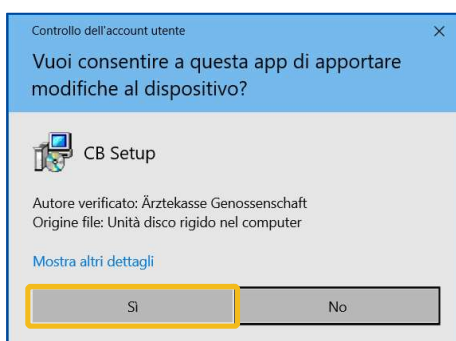 Controllo dell'account utente
Vuoi consentire a questa app di apportare
modifiche al dispositivo?
CB Setup
Autore verificato: Ärztekasse Genossenschaft
Origine file: Unità disco rigido nel computer
Mostra altri dettagli
Sì
No